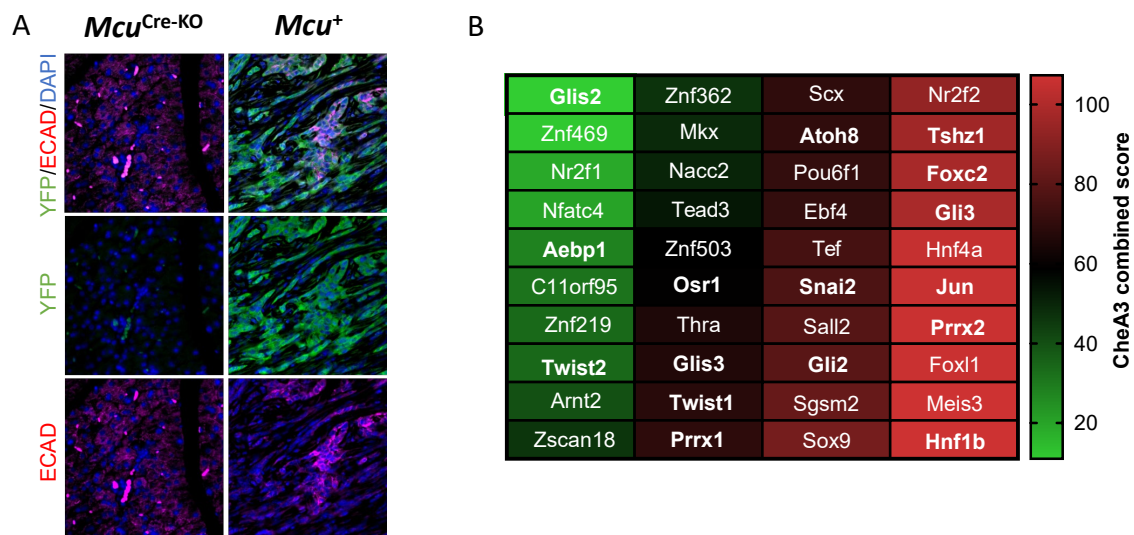 A
Mcu^Cre-KO
Mcu^+
YFP/ECAD/DAPI
YFP
ECAD
B
Glis2 Znf362 Scx Nr2f2
Znf469 Mkx Atoh8 Tshz1
Nr2f1 Nacc2 Pou6f1 Foxc2
Nfatc4 Tead3 Ebf4 Gli3
Aebp1 Znf503 Tef Hnf4a
C11orf95 Osr1 Snai2 Jun
Znf219 Thra Sall2 Prrx2
Twist2 Glis3 Gli2 Foxl1
Arnt2 Twist1 Sgsm2 Meis3
Zscan18 Prrx1 Sox9 Hnf1b
100
80
60
40
20
CheA3 combined score